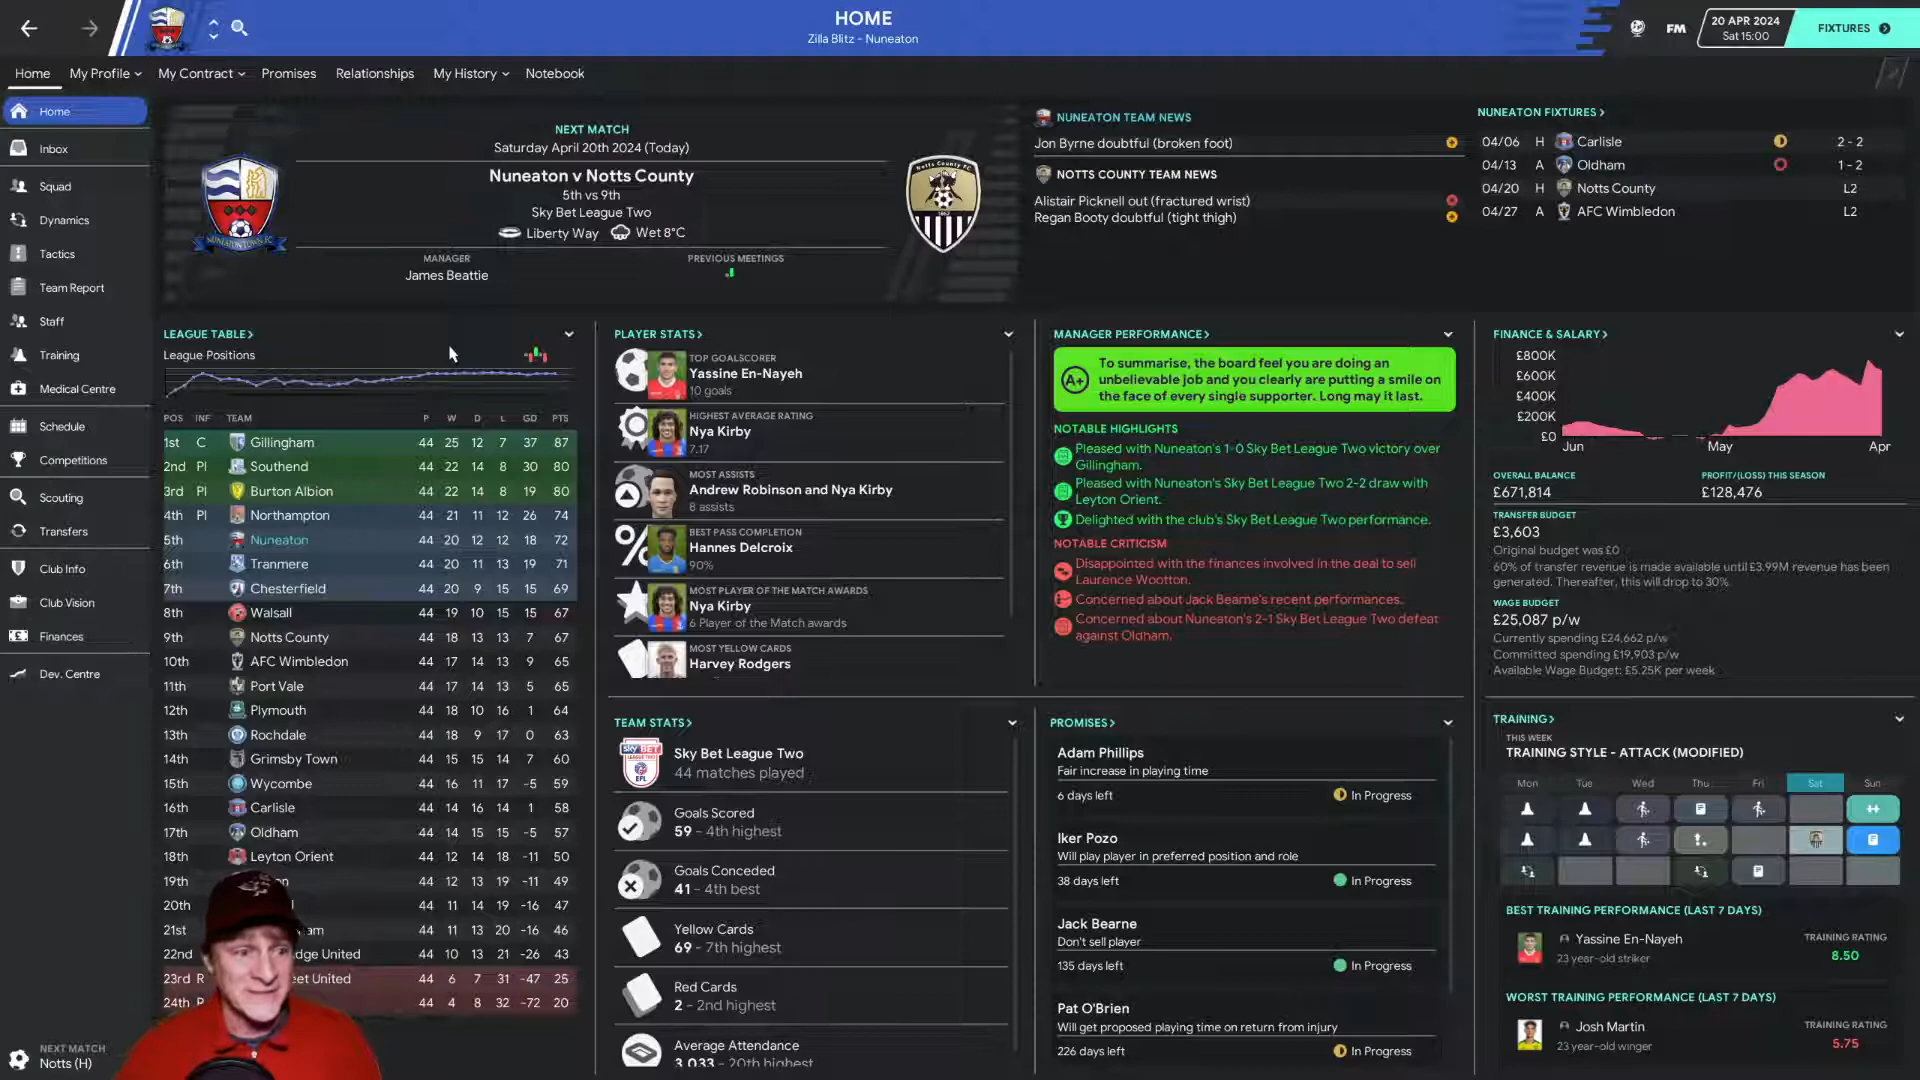 HOME
Zilla Blitz - Nuneaton
FM
20 APR 2024
Sat 15:00
FIXTURES
Home
My Profile
My Contract
Promises
Relationships
My History
Notebook
Home
Inbox
Squad
Dynamics
Tactics
Team Report
Staff
Training
Medical Centre
Schedule
Competitions
Scouting
Transfers
Club Info
Club Vision
Finances
Dev. Centre
NEXT MATCH
Notts (H)
NEXT MATCH
Saturday April 20th 2024 (Today)
Nuneaton v Notts County
5th vs 9th
Sky Bet League Two
Liberty Way Wet 8°C
MANAGER
James Beattie
PREVIOUS MEETINGS
NUNEATON TEAM NEWS
Jon Byrne doubtful (broken foot)
NOTTS COUNTY TEAM NEWS
Alistair Picknell out (fractured wrist)
Regan Booty doubtful (tight thigh)
NUNEATON FIXTURES >
04/06 H Carlisle 2 - 2
04/13 A Oldham 1 - 2
04/20 H Notts County L2
04/27 A AFC Wimbledon L2
LEAGUE TABLE >
League Positions
POS INF TEAM P W D L GD PTS
1st C Gillingham 44 25 12 7 37 87
2nd Pl Southend 44 22 14 8 30 80
3rd Pl Burton Albion 44 22 14 8 19 80
4th Pl Northampton 44 21 11 12 26 74
5th Nuneaton 44 20 12 12 18 72
6th Tranmere 44 20 11 13 19 71
7th Chesterfield 44 20 9 15 15 69
8th Walsall 44 19 10 15 15 67
9th Notts County 44 18 13 13 7 67
10th AFC Wimbledon 44 17 14 13 9 65
11th Port Vale 44 17 14 13 5 65
12th Plymouth 44 18 10 16 1 64
13th Rochdale 44 18 9 17 0 63
14th Grimsby Town 44 15 15 14 7 60
15th Wycombe 44 16 11 17 -5 59
16th Carlisle 44 14 16 14 1 58
17th Oldham 44 14 15 15 -5 57
18th Leyton Orient 44 12 14 18 -11 50
19th 44 12 13 19 -11 49
20th 44 11 14 19 -16 47
21st 44 11 13 20 -16 46
22nd dge United 44 10 13 21 -26 43
23rd R eet United 44 6 7 31 -47 25
24th 44 4 8 32 -72 20
PLAYER STATS >
TOP GOALSCORER
Yassine En-Nayeh
10 goals
HIGHEST AVERAGE RATING
Nya Kirby
7.17
MOST ASSISTS
Andrew Robinson and Nya Kirby
8 assists
BEST PASS COMPLETION
Hannes Delcroix
90%
MOST PLAYER OF THE MATCH AWARDS
Nya Kirby
6 Player of the Match awards
MOST YELLOW CARDS
Harvey Rodgers
TEAM STATS >
Sky Bet League Two
44 matches played
Goals Scored
59 - 4th highest
Goals Conceded
41 - 4th best
Yellow Cards
69 - 7th highest
Red Cards
2 - 2nd highest
Average Attendance
3,033 - 20th highest
MANAGER PERFORMANCE >
A+
To summarise, the board feel you are doing an
unbelievable job and you clearly are putting a smile on
the face of every single supporter. Long may it last.
NOTABLE HIGHLIGHTS
Pleased with Nuneaton's 1-0 Sky Bet League Two victory over
Gillingham.
Pleased with Nuneaton's Sky Bet League Two 2-2 draw with
Leyton Orient.
Delighted with the club's Sky Bet League Two performance.
NOTABLE CRITICISM
Disappointed with the finances involved in the deal to sell
Laurence Wootton.
Concerned about Jack Bearne's recent performances.
Concerned about Nuneaton's 2-1 Sky Bet League Two defeat
against Oldham.
PROMISES >
Adam Phillips
Fair increase in playing time
6 days left In Progress
Iker Pozo
Will play player in preferred position and role
38 days left In Progress
Jack Bearne
Don't sell player
135 days left In Progress
Pat O'Brien
Will get proposed playing time on return from injury
226 days left In Progress
FINANCE & SALARY >
£800K
£600K
£400K
£200K
£0
Jun May Apr
OVERALL BALANCE
£671,814
PROFIT/(LOSS) THIS SEASON
£128,476
TRANSFER BUDGET
£3,603
Original budget was £0
60% of transfer revenue is made available until £3.99M revenue has been
generated. Thereafter, this will drop to 30%.
WAGE BUDGET
£25,087 p/w
Currently spending £24,662 p/w
Committed spending £19,903 p/w
Available Wage Budget: £5.25K per week
TRAINING >
THIS WEEK
TRAINING STYLE - ATTACK (MODIFIED)
Mon Tue Wed Thu Fri Sat Sun
BEST TRAINING PERFORMANCE (LAST 7 DAYS)
Yassine En-Nayeh
23 year-old striker
TRAINING RATING
8.50
WORST TRAINING PERFORMANCE (LAST 7 DAYS)
Josh Martin
23 year-old winger
TRAINING RATING
5.75